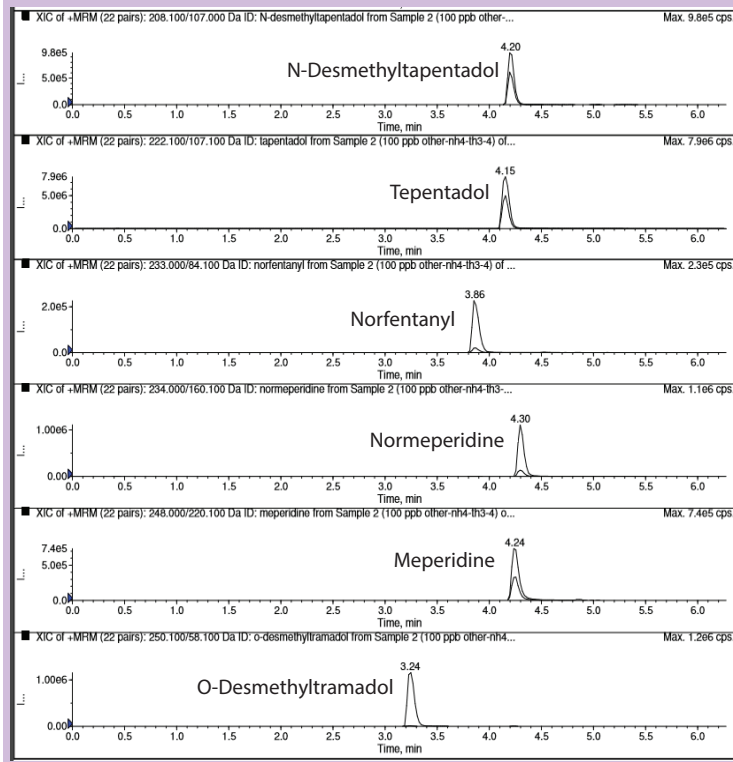 XIC of +MRM (22 pairs): 208.100/107.000 Da ID: N-desmethyltapentadol from Sample 2 (100 ppb other-... Max. 9.8e5 cps.
4.20
9.8e5
N-Desmethyltapentadol
5.0e5
I...
0.0
0.0 0.5 1.0 1.5 2.0 2.5 3.0 3.5 4.0 4.5 5.0 5.5 6.0
Time, min
XIC of +MRM (22 pairs): 222.100/107.100 Da ID: tapentadol from Sample 2 (100 ppb other-nh4-th3-4) of... Max. 7.9e6 cps.
4.15
7.9e6
Tepentadol
5.0e6
I...
0.0
0.0 0.5 1.0 1.5 2.0 2.5 3.0 3.5 4.0 4.5 5.0 5.5 6.0
Time, min
XIC of +MRM (22 pairs): 233.000/84.100 Da ID: norfentanyl from Sample 2 (100 ppb other-nh4-th3-4) of ... Max. 2.3e5 cps.
3.86
2.0e5
Norfentanyl
I...
0.0
0.0 0.5 1.0 1.5 2.0 2.5 3.0 3.5 4.0 4.5 5.0 5.5 6.0
Time, min
XIC of +MRM (22 pairs): 234.000/160.100 Da ID: normeperidine from Sample 2 (100 ppb other-nh4-th3-... Max. 1.1e6 cps.
4.30
1.00e6
Normeperidine
I...
0.00
0.0 0.5 1.0 1.5 2.0 2.5 3.0 3.5 4.0 4.5 5.0 5.5 6.0
Time, min
XIC of +MRM (22 pairs): 248.000/220.100 Da ID: meperidine from Sample 2 (100 ppb other-nh4-th3-4) o... Max. 7.4e5 cps.
4.24
7.4e5
Meperidine
5.0e5
I...
0.0
0.0 0.5 1.0 1.5 2.0 2.5 3.0 3.5 4.0 4.5 5.0 5.5 6.0
Time, min
XIC of +MRM (22 pairs): 250.100/58.100 Da ID: o-desmethyltramadol from Sample 2 (100 ppb other-nh4... Max. 1.2e6 cps.
3.24
1.00e6
O-Desmethyltramadol
I...
0.00
0.0 0.5 1.0 1.5 2.0 2.5 3.0 3.5 4.0 4.5 5.0 5.5 6.0
Time, min